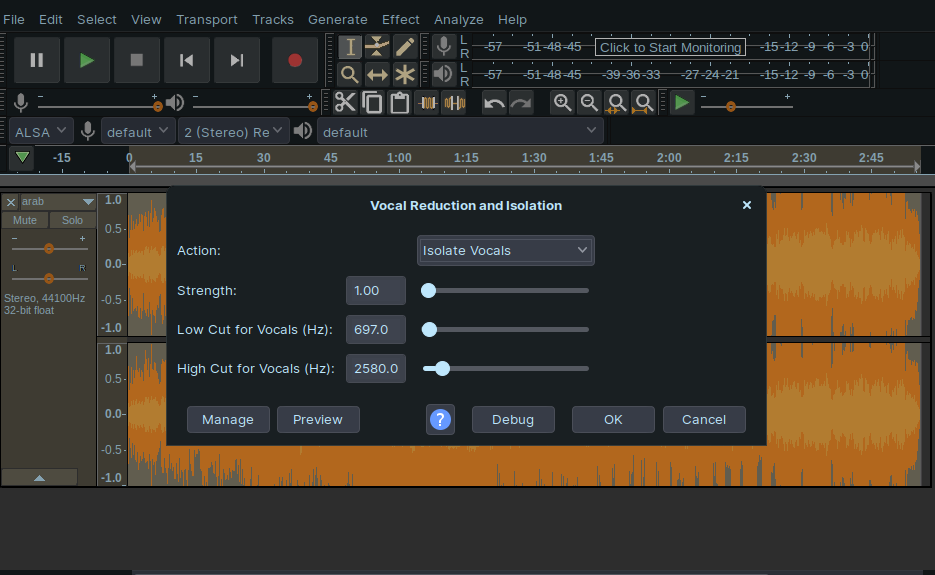 File Edit Select View Transport Tracks Generate Effect Analyze Help
L
R
-57 -51 -48 -45 Click to Start Monitoring -15 -12 -9 -6 -3 0
L
R
-57 -51 -48 -45 -39 -36 -33 -27 -24 -21 -15 -12 -9 -6 -3 0
- +
- +
- +
ALSA default 2 (Stereo) Re default
-15 0 15 30 45 1:00 1:15 1:30 1:45 2:00 2:15 2:30 2:45
arab
Mute Solo
- +
L R
Stereo, 44100Hz
32-bit float
1.0
0.5-
0.0-
-0.5-
-1.0
1.0
0.5-
0.0-
-0.5-
-1.0
Vocal Reduction and Isolation
Action: Isolate Vocals
Strength: 1.00
Low Cut for Vocals (Hz): 697.0
High Cut for Vocals (Hz): 2580.0
Manage Preview ? Debug OK Cancel